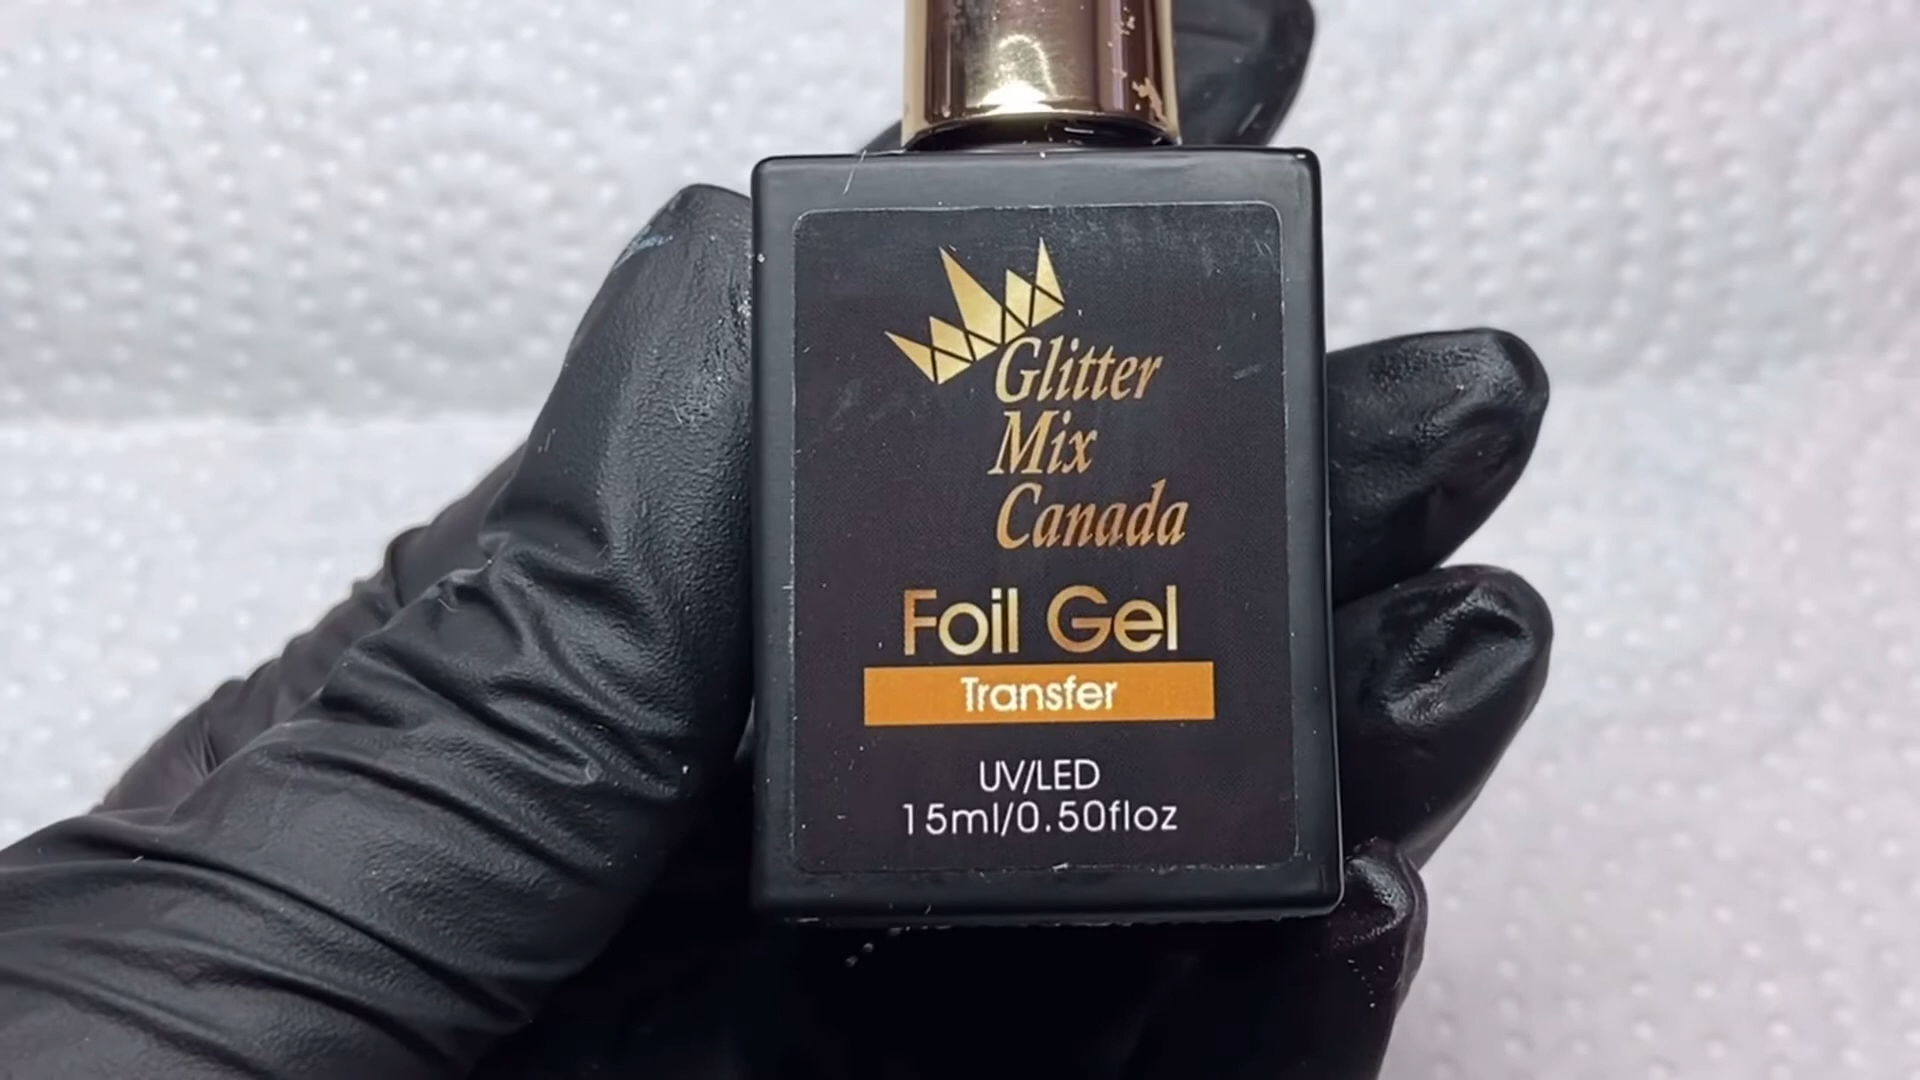 Glitter
Mix
Canada
Foil Gel
Transfer
UV/LED
15ml/0.50floz